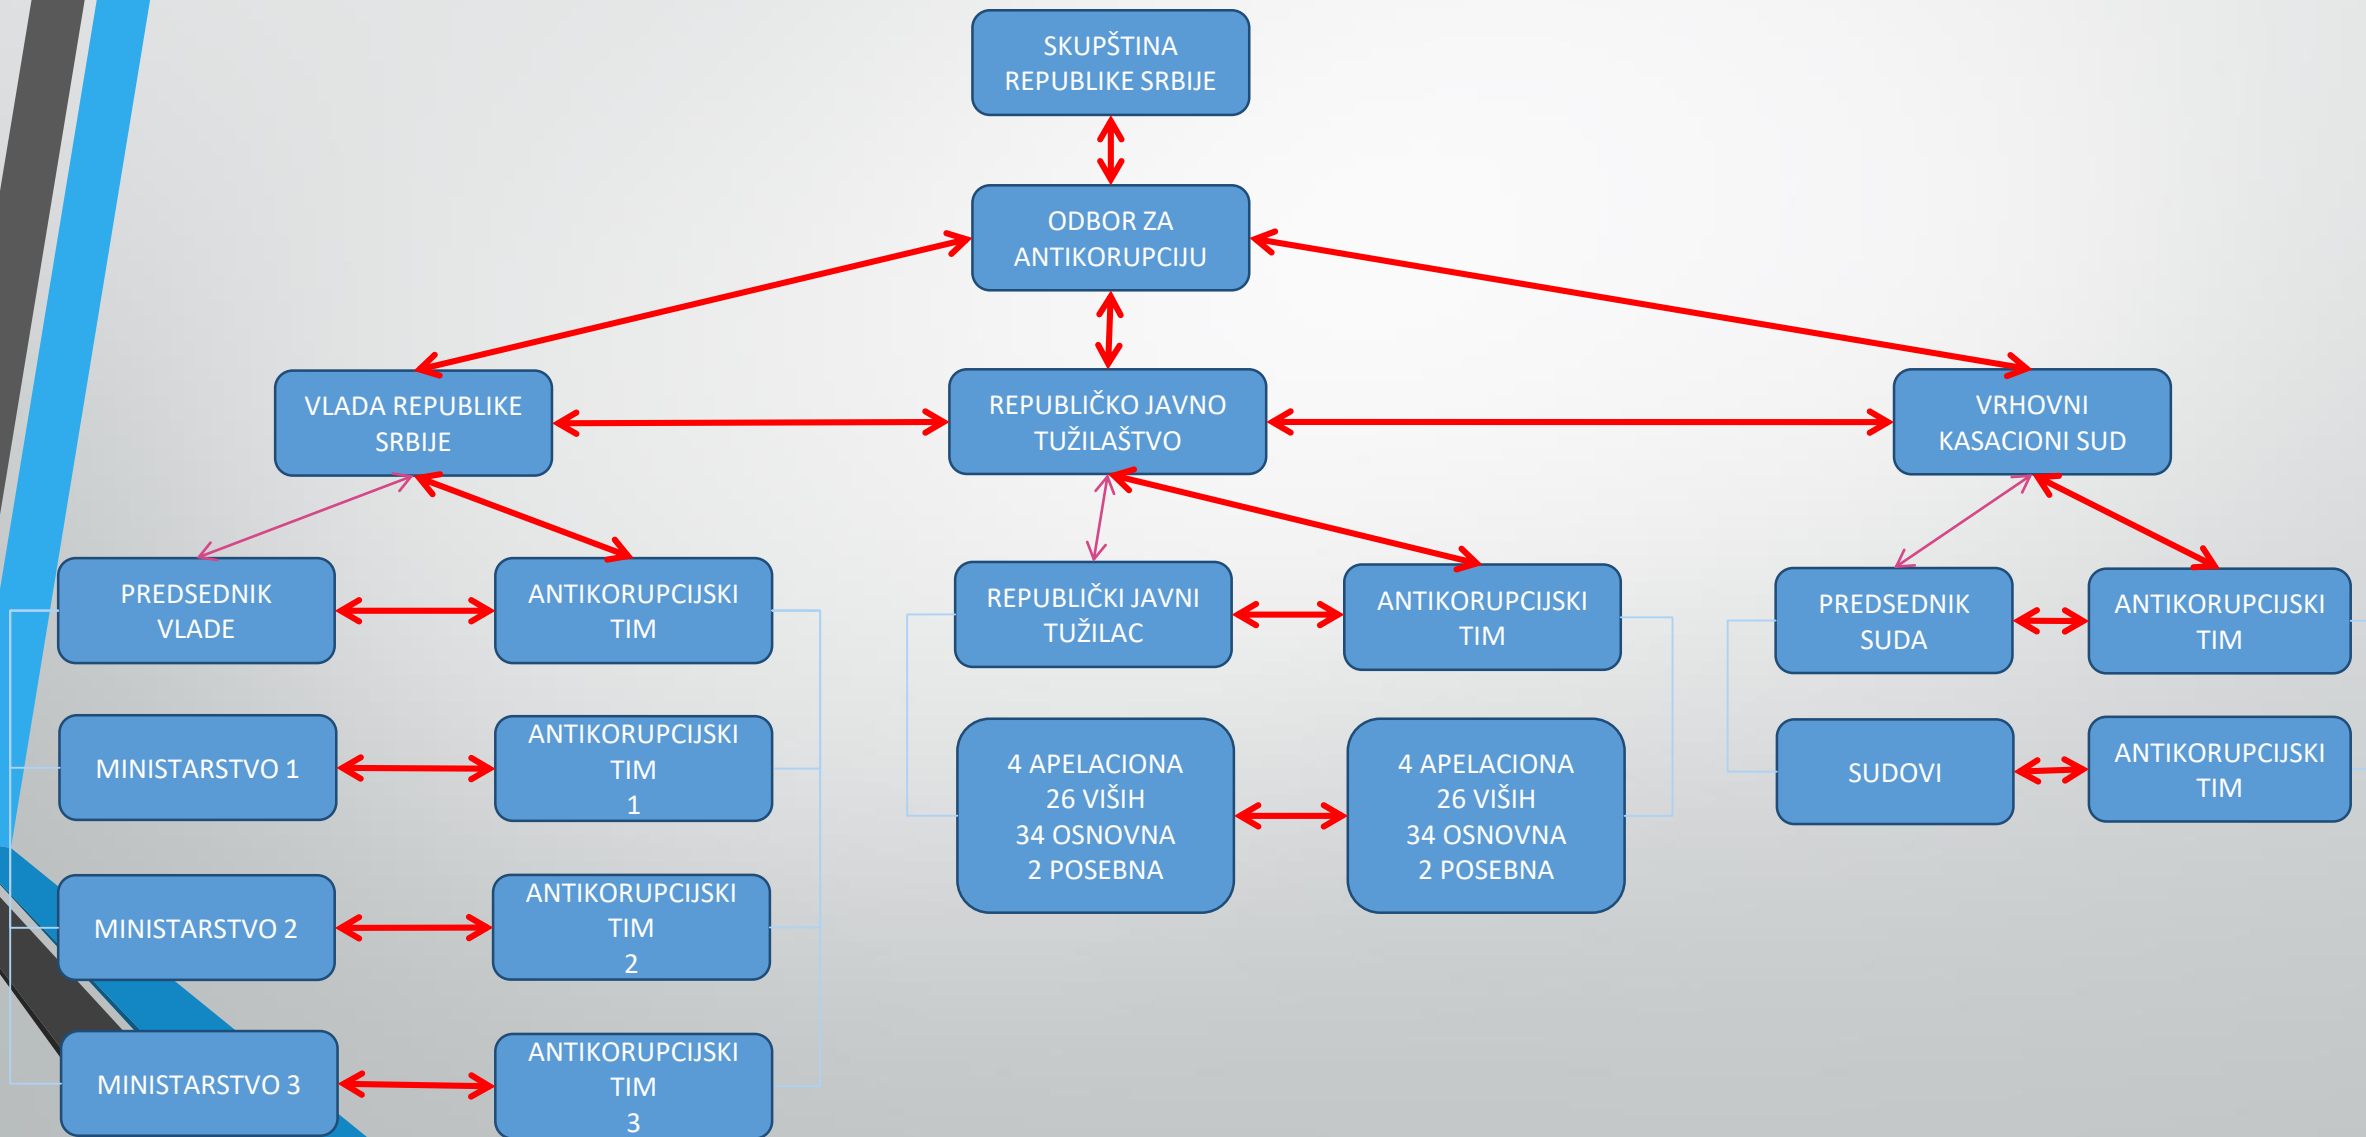 SKUPŠTINA
REPUBLIKE SRBIJE
ODBOR ZA
ANTIKORUPCIJU
VLADA REPUBLIKE
SRBIJE
REPUBLIČKO JAVNO
TUŽILAŠTVO
VRHOVNI
KASACIONI SUD
PREDSEDNIK
VLADE
ANTIKORUPCIJSKI
TIM
REPUBLIČKI JAVNI
TUŽILAC
ANTIKORUPCIJSKI
TIM
PREDSEDNIK
SUDA
ANTIKORUPCIJSKI
TIM
MINISTARSTVO 1
ANTIKORUPCIJSKI
TIM
1
4 APELACIONA
26 VIŠIH
34 OSNOVNA
2 POSEBNA
4 APELACIONA
26 VIŠIH
34 OSNOVNA
2 POSEBNA
SUDOVI
ANTIKORUPCIJSKI
TIM
MINISTARSTVO 2
ANTIKORUPCIJSKI
TIM
2
MINISTARSTVO 3
ANTIKORUPCIJSKI
TIM
3